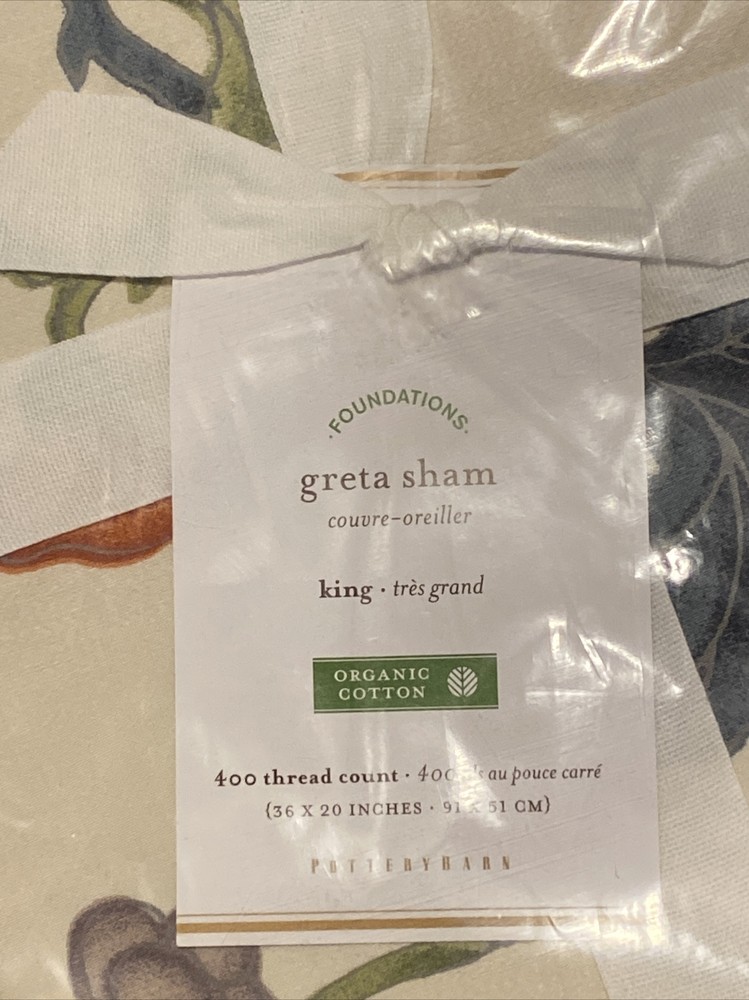 ·FOUNDATIONS·
greta sham
couvre-oreiller
king · très grand
ORGANIC
COTTON
400 thread count · 400 au pouce carré
{36 X 20 INCHES · 91 X 51 CM}
POTTERYBARN